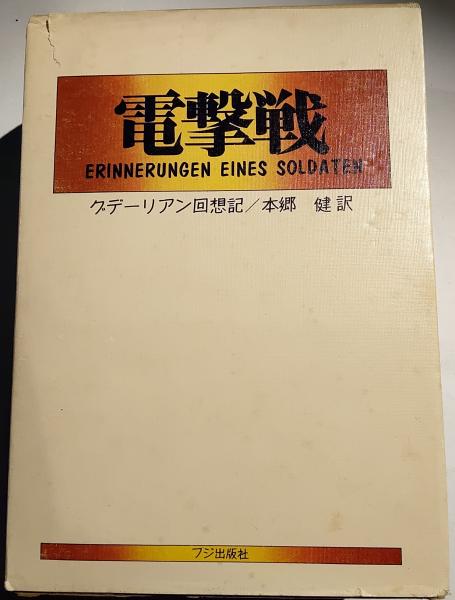 電撃戦
ERINNERUNGEN EINES SOLDATEN
グデーリアン回想記／本郷 健訳
フジ出版社